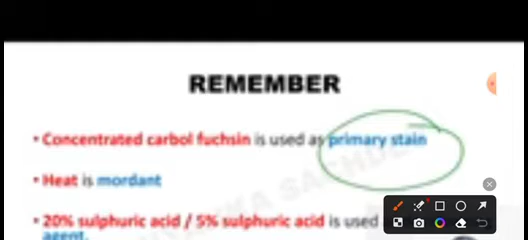 REMEMBER
• Concentrated carbol fuchsin is used as primary stain
• Heat is mordant
• 20% sulphuric acid / 5% sulphuric acid is used
agent.